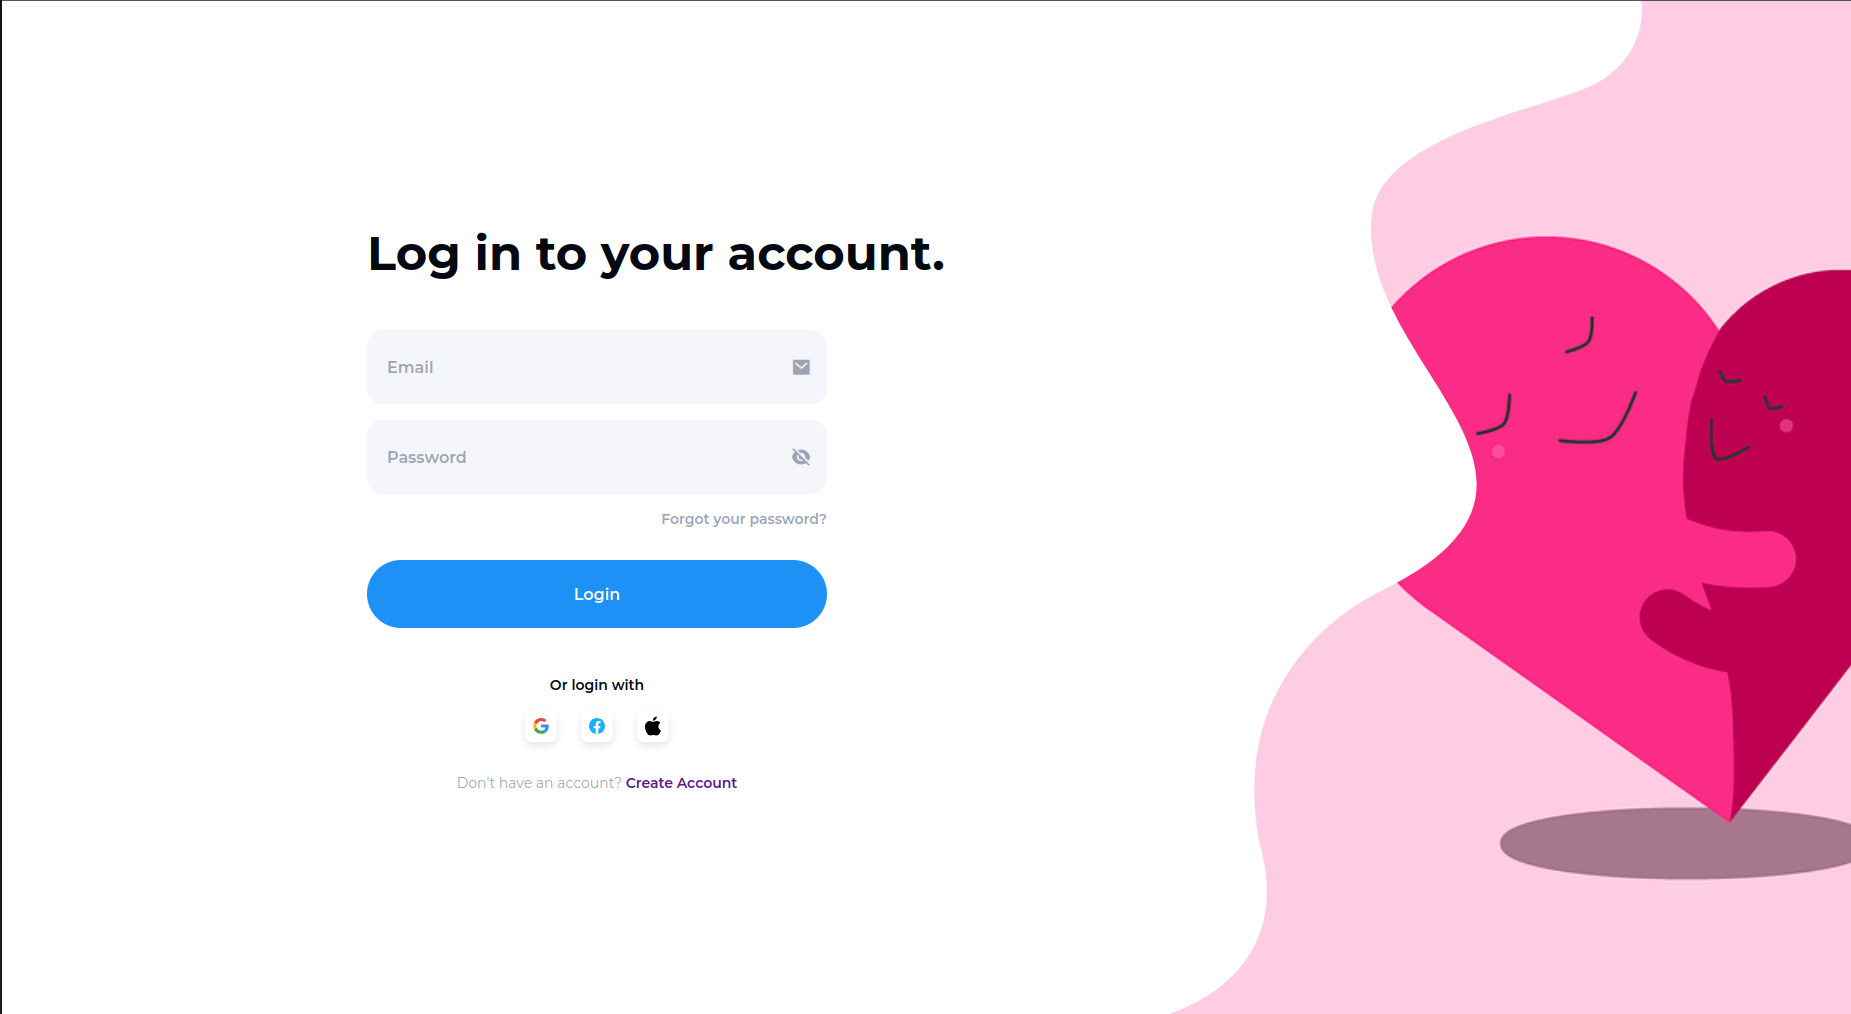 Log in to your account.
Email
Password
Forgot your password?
Login
Or login with
Don't have an account? Create Account